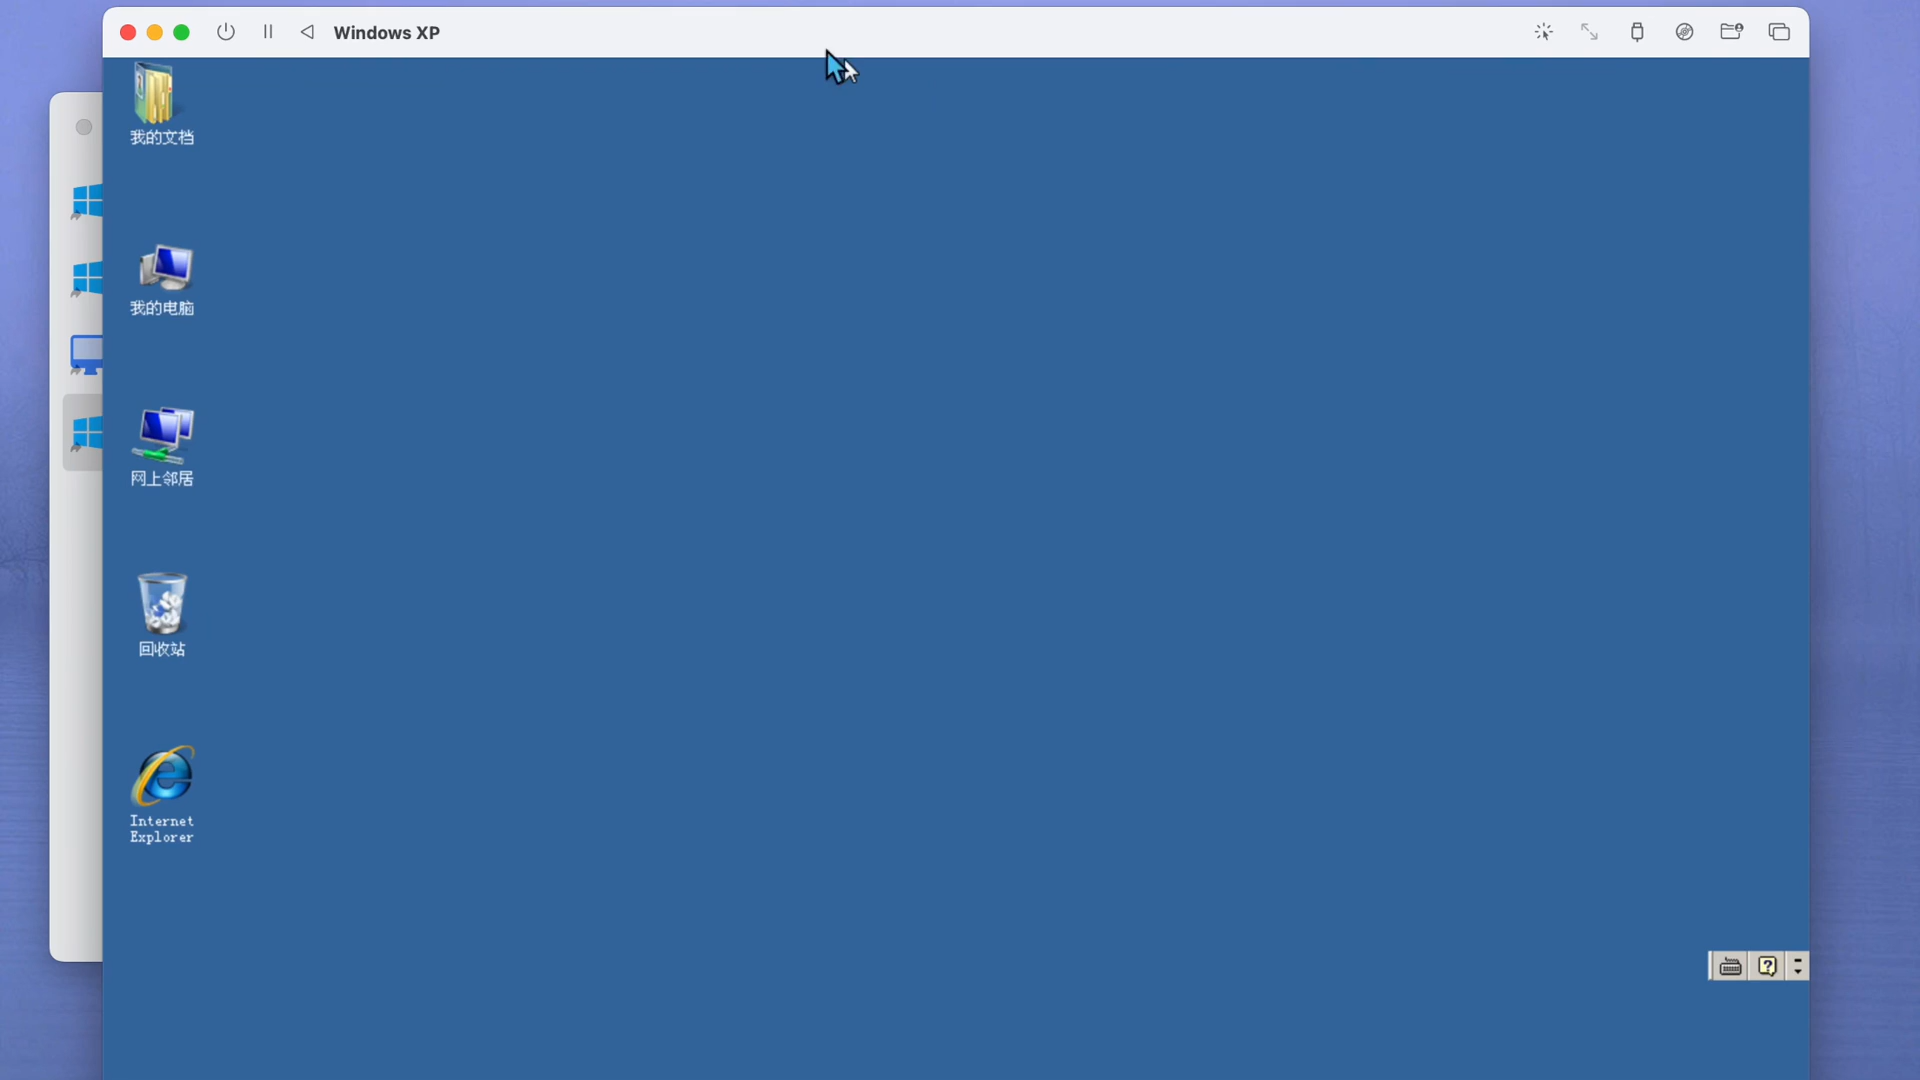 Windows XP
我的文档
我的电脑
网上邻居
回收站
Internet
Explorer